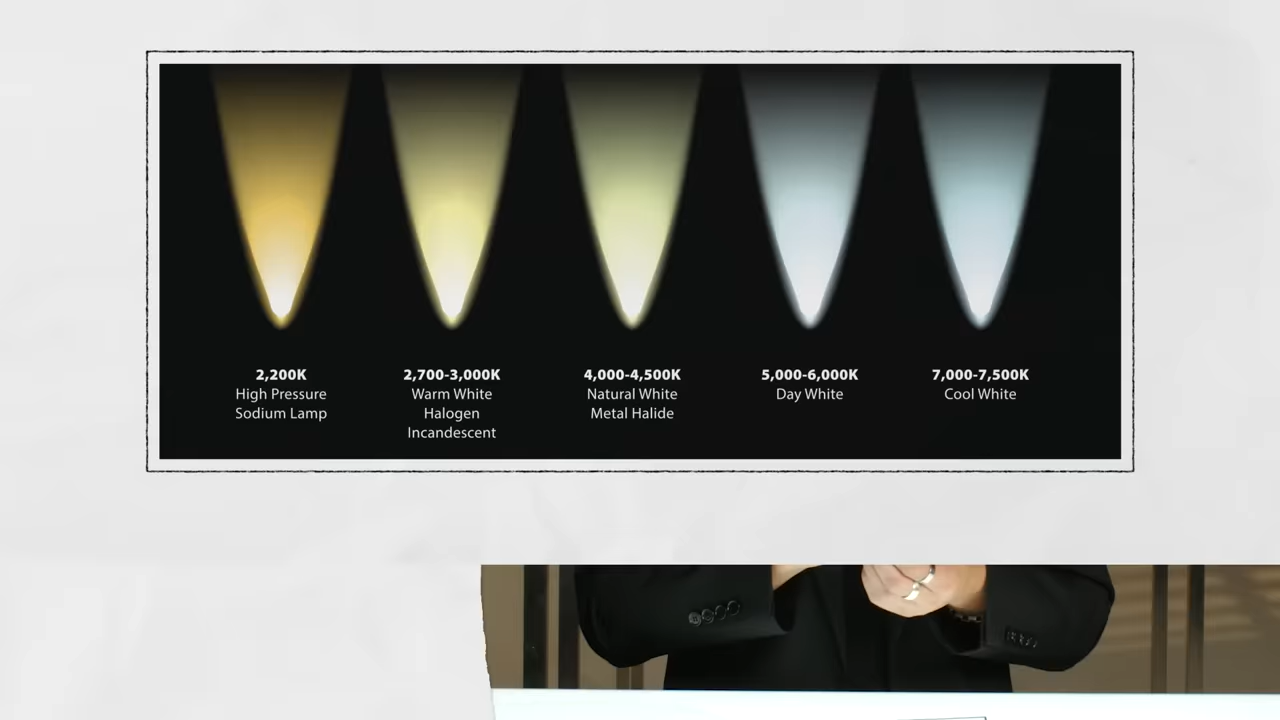 2,200K
High Pressure
Sodium Lamp
2,700-3,000K
Warm White
Halogen
Incandescent
4,000-4,500K
Natural White
Metal Halide
5,000-6,000K
Day White
7,000-7,500K
Cool White